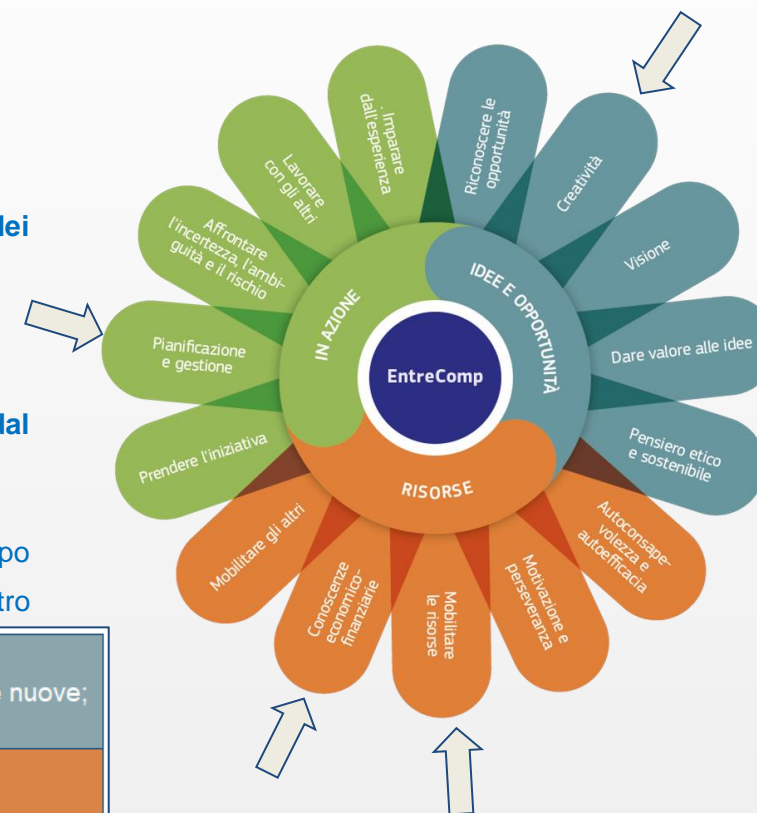 lei
lal
po
tro
e nuove;
EntreComp
IDEE E OPPORTUNITÀ
RISORSE
IN AZIONE
Riconoscere le
opportunità
Creatività
Visione
Dare valore alle idee
Pensiero etico
e sostenibile
Autoconsape-
volezza e
autoefficacia
Motivazione e
perseveranza
Mobilitare
le risorse
Conoscenze
economico-
finanziarie
Mobilitare gli altri
Prendere l'iniziativa
Pianificazione
e gestione
Affrontare
l'incertezza, l'ambi-
guità e il rischio
Lavorare
con gli altri
. Imparare
dall'esperienza